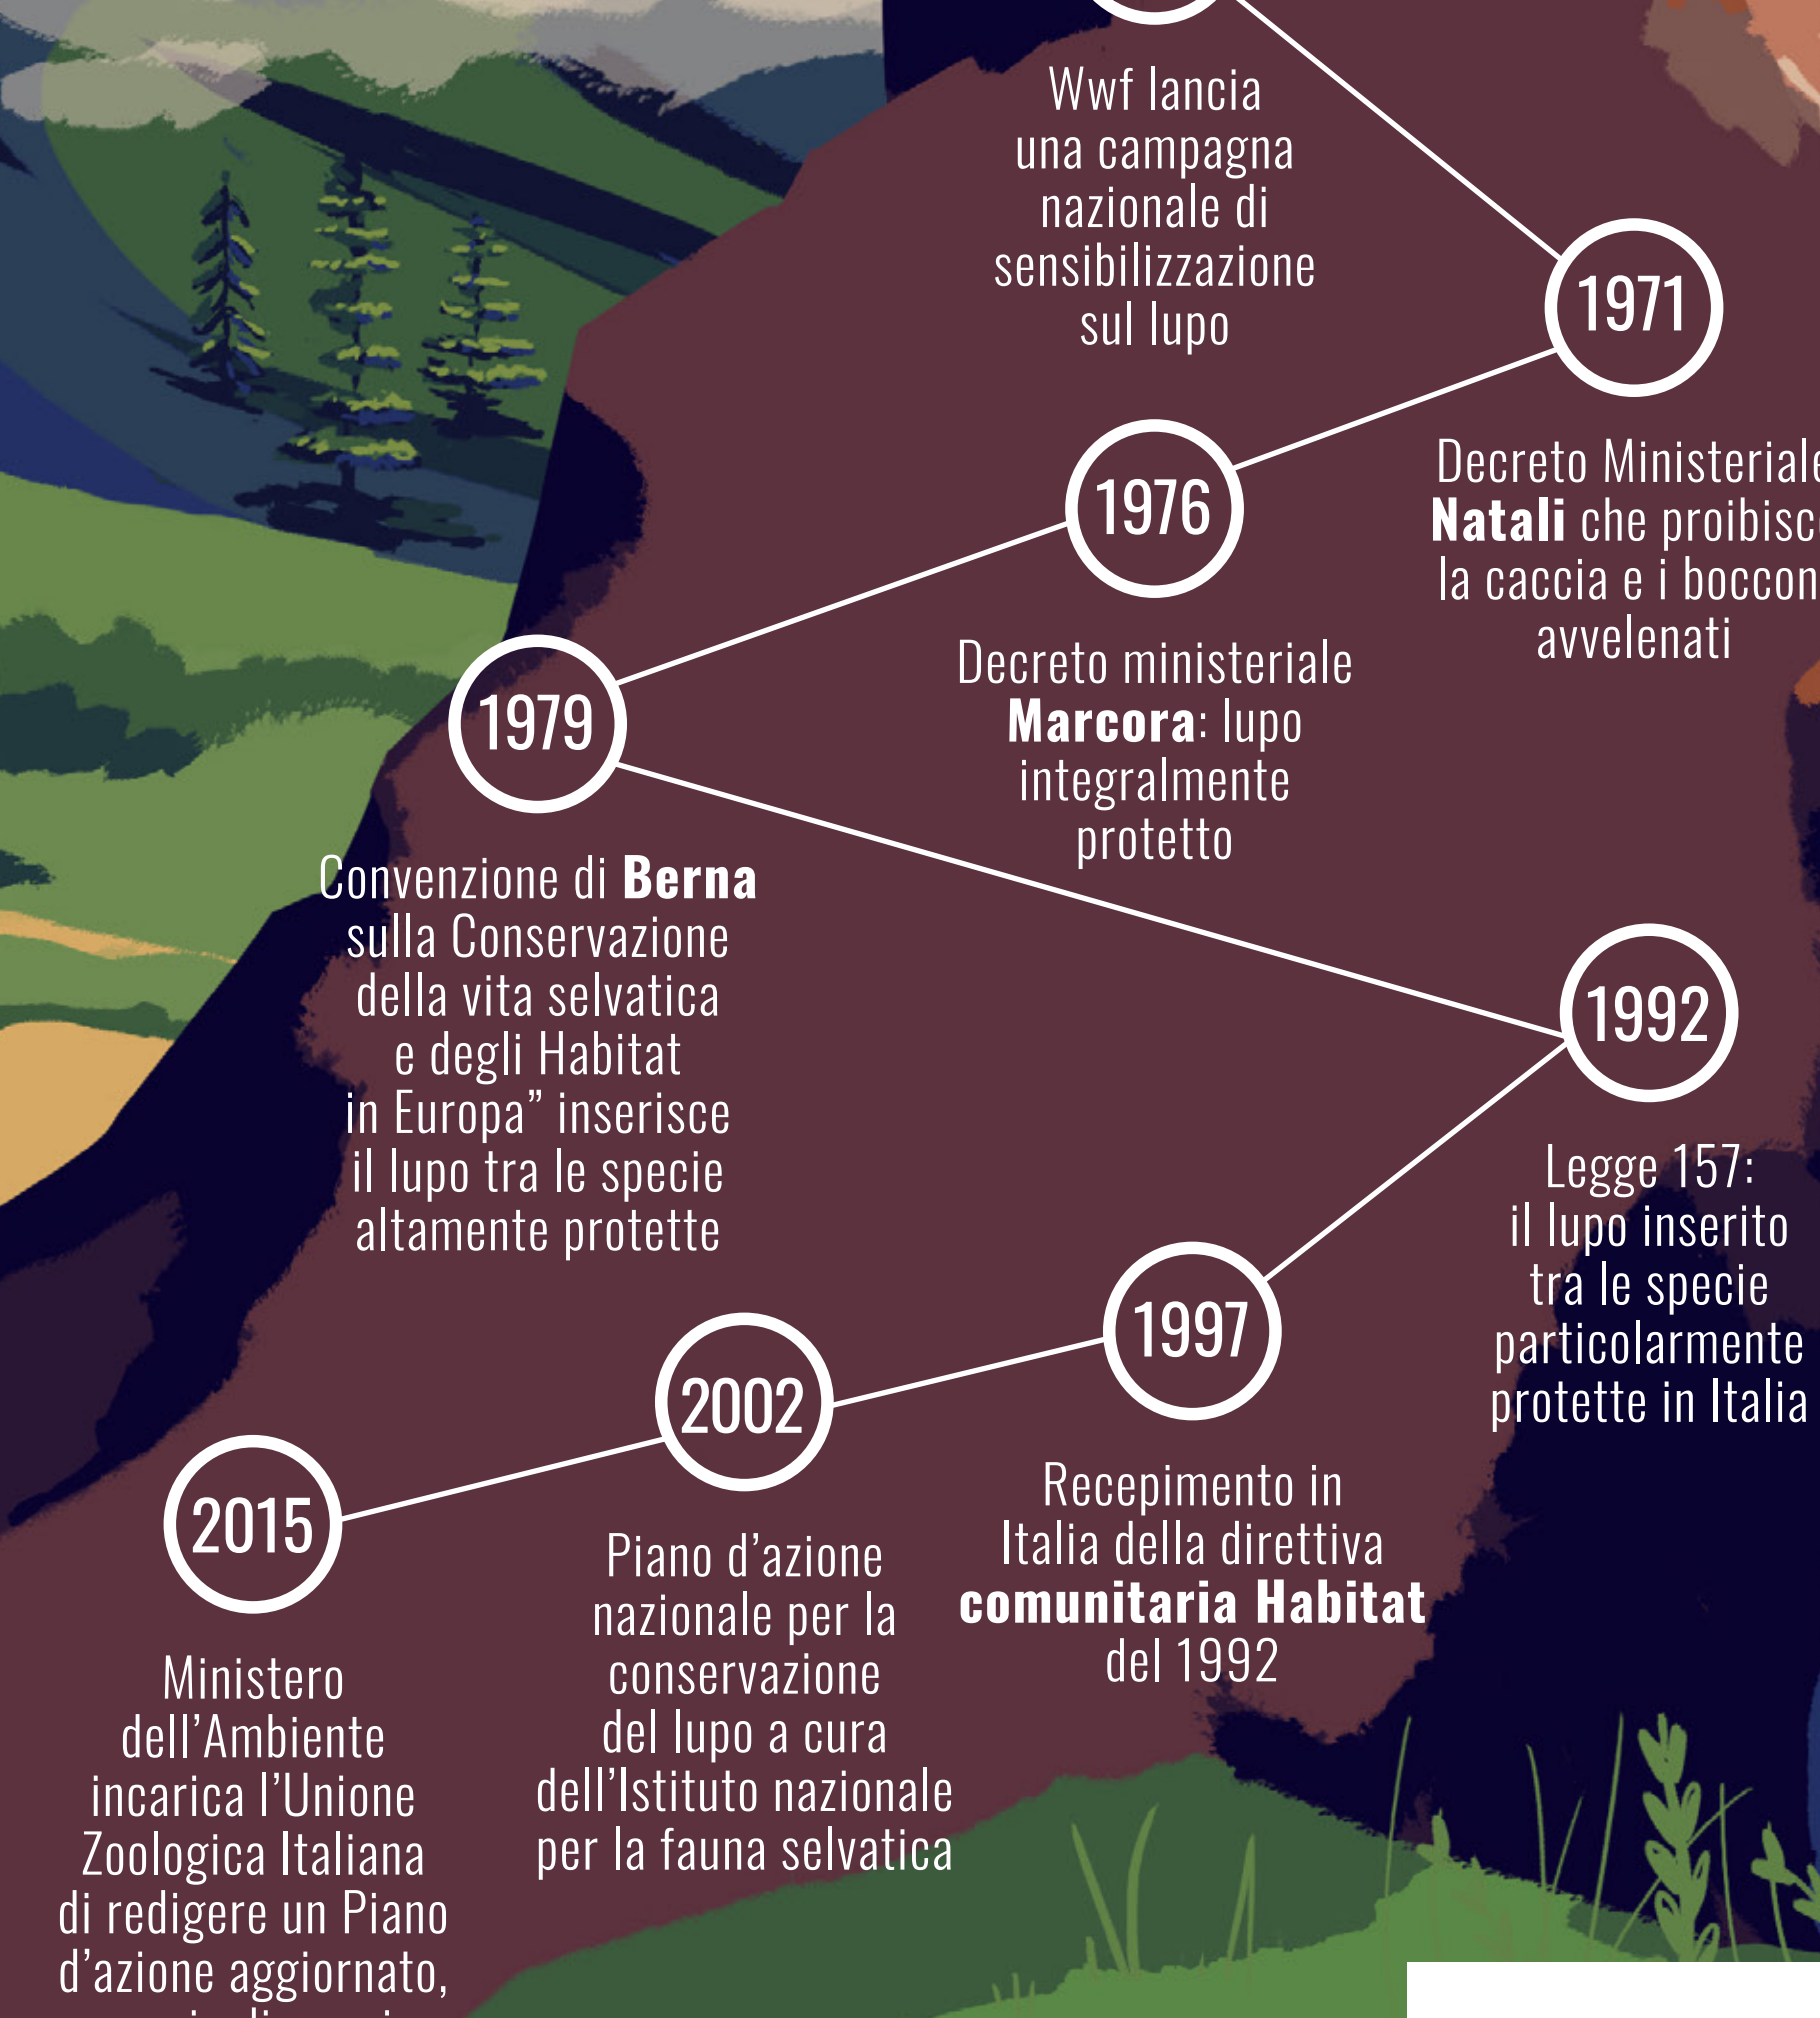 Wwf lancia
una campagna
nazionale di
sensibilizzazione
sul lupo
1971
Decreto Ministeriale
Natali che proibisce
la caccia e i boccon
avvelenati
1976
Decreto ministeriale
Marcora: lupo
integralmente
protetto
1979
Convenzione di Berna
sulla Conservazione
della vita selvatica
e degli Habitat
in Europa” inserisce
il lupo tra le specie
altamente protette
1992
Legge 157:
il lupo inserito
tra le specie
particolarmente
protette in Italia
1997
Recepimento in
Italia della direttiva
comunitaria Habitat
del 1992
2002
Piano d’azione
nazionale per la
conservazione
del lupo a cura
dell’Istituto nazionale
per la fauna selvatica
2015
Ministero
dell’Ambiente
incarica l’Unione
Zoologica Italiana
di redigere un Piano
d’azione aggiornato,